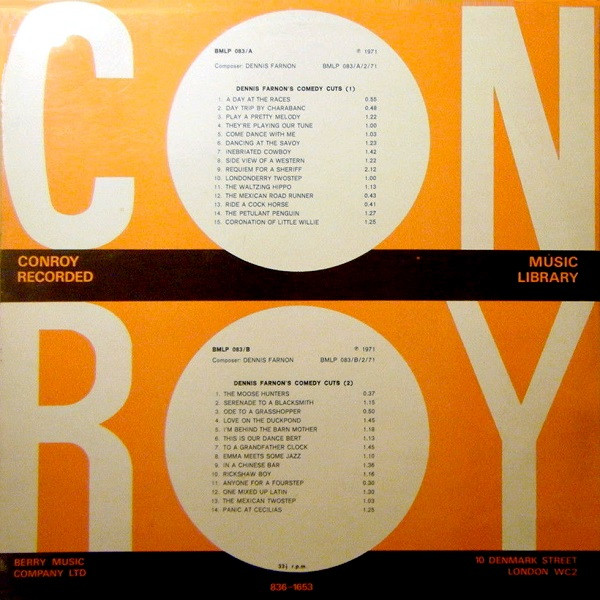 CON
BMLP 083/A ℗ 1971
Composer: DENNIS FARNON BMLP 083/A/2/71
DENNIS FARNON'S COMEDY CUTS (1)
1. A DAY AT THE RACES 0.55
2. DAY TRIP BY CHARABANC 0.48
3. PLAY A PRETTY MELODY 1.22
4. THEY'RE PLAYING OUR TUNE 1.00
5. COME DANCE WITH ME 1.03
6. DANCING AT THE SAVOY 1.23
7. INEBRIATED COWBOY 1.42
8. SIDE VIEW OF A WESTERN 1.22
9. REQUIEM FOR A SHERIFF 2.12
10. LONDONDERRY TWOSTEP 1.00
11. THE WALTZING HIPPO 1.13
12. THE MEXICAN ROAD RUNNER 0.43
13. RIDE A COCK HORSE 0.41
14. THE PETULANT PENGUIN 1.27
15. CORONATION OF LITTLE WILLIE 1.25
CONROY
RECORDED
MUSIC
LIBRARY
ROY
BMLP 083/B ℗ 1971
Composer: DENNIS FARNON BMLP 083/B/2/71
DENNIS FARNON'S COMEDY CUTS (2)
1. THE MOOSE HUNTERS 0.37
2. SERENADE TO A BLACKSMITH 1.15
3. ODE TO A GRASSHOPPER 0.50
4. LOVE ON THE DUCKPOND 1.45
5. I'M BEHIND THE BARN MOTHER 1.18
6. THIS IS OUR DANCE BERT 1.13
7. TO A GRANDFATHER CLOCK 1.45
8. EMMA MEETS SOME JAZZ 1.10
9. IN A CHINESE BAR 1.36
10. RICKSHAW BOY 1.16
11. ANYONE FOR A FOURSTEP 0.30
12. ONE MIXED UP LATIN 1.30
13. THE MEXICAN TWOSTEP 1.03
14. PANIC AT CECILIAS 1.25
33⅓ r.p.m.
BERRY MUSIC
COMPANY LTD
836-1653
10 DENMARK STREET
LONDON WC2